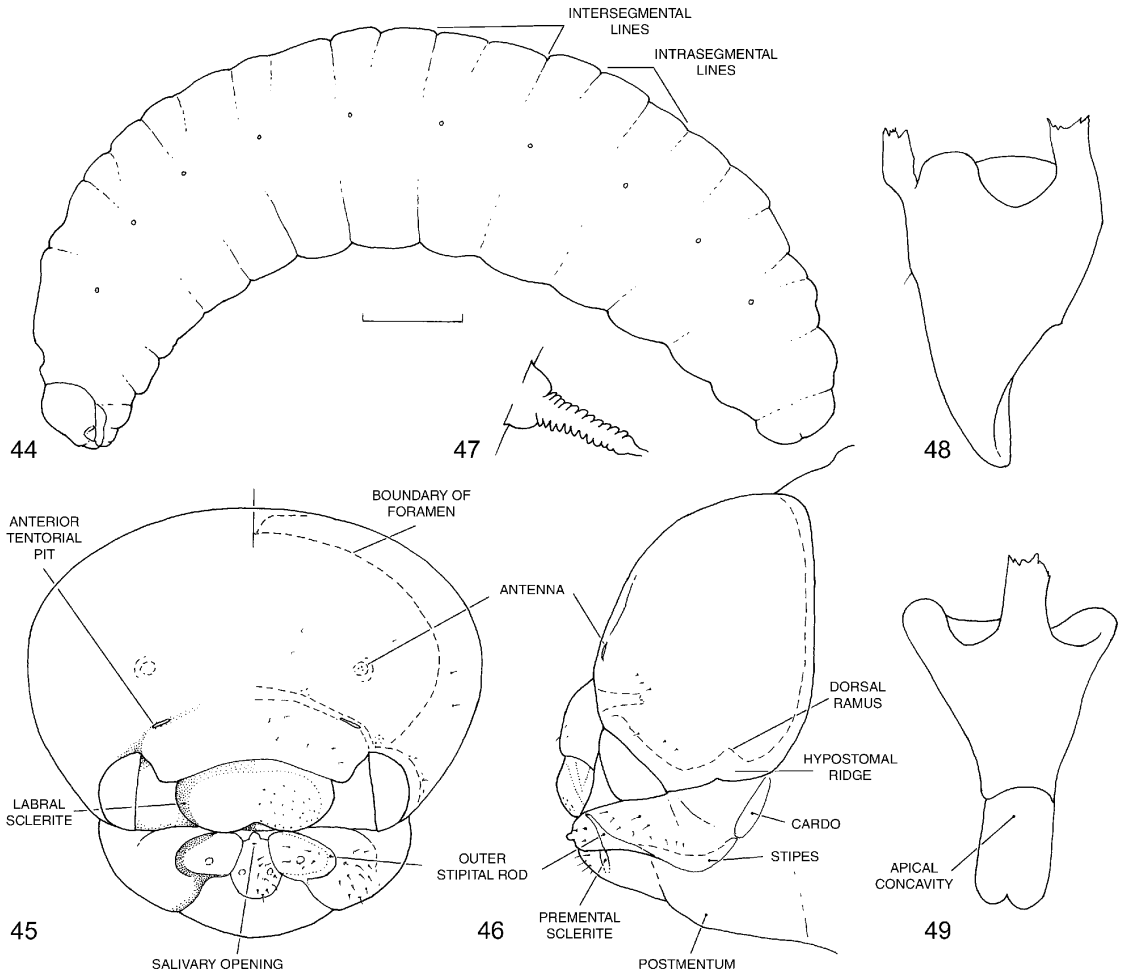 INTERSEGMENTAL
LINES
INTRASEGMENTAL
LINES
44
47
48
ANTERIOR
TENTORIAL
PIT
BOUNDARY OF
FORAMEN
ANTENNA
DORSAL
RAMUS
HYPOSTOMAL
RIDGE
LABRAL
SCLERITE
CARDO
OUTER
STIPITAL ROD
STIPES
APICAL
CONCAVITY
PREMENTAL
SCLERITE
45
46
49
SALIVARY OPENING
POSTMENTUM